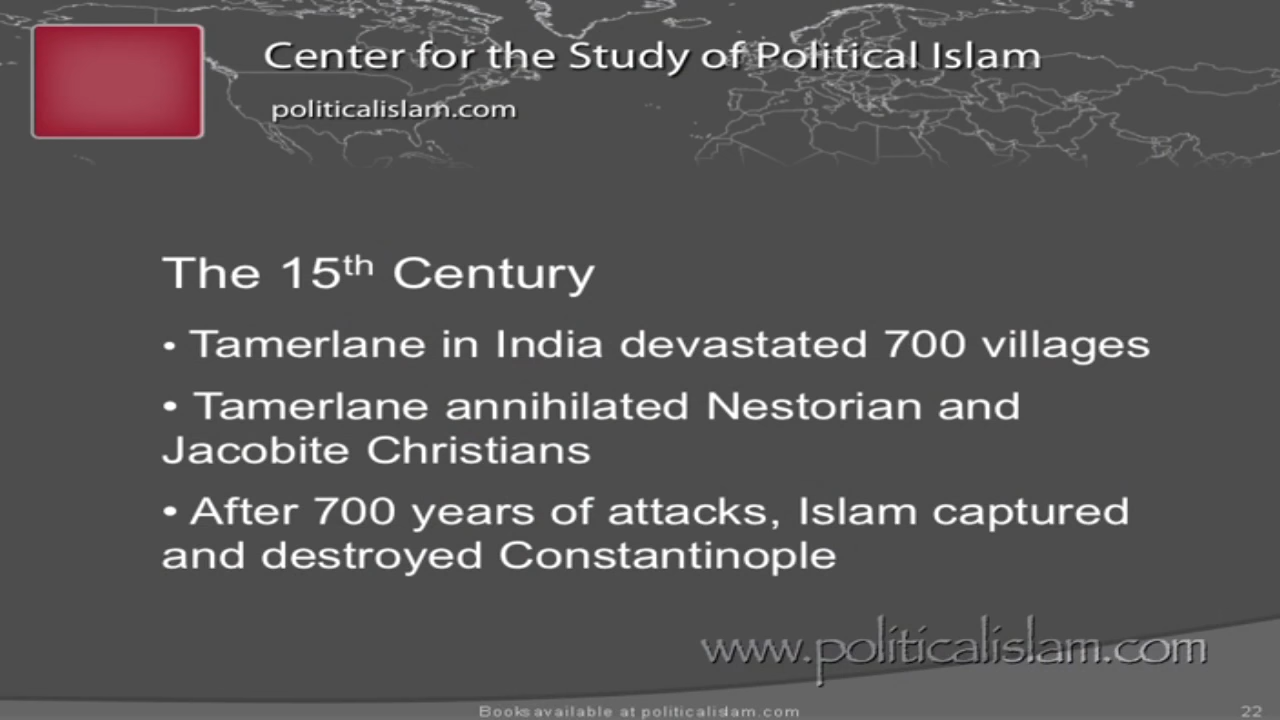 Center for the Study of Political Islam
politicalislam.com
The 15th Century
• Tamerlane in India devastated 700 villages
• Tamerlane annihilated Nestorian and
Jacobite Christians
• After 700 years of attacks, Islam captured
and destroyed Constantinople
www.politicalislam.com
Books available at politicalislam.com
22